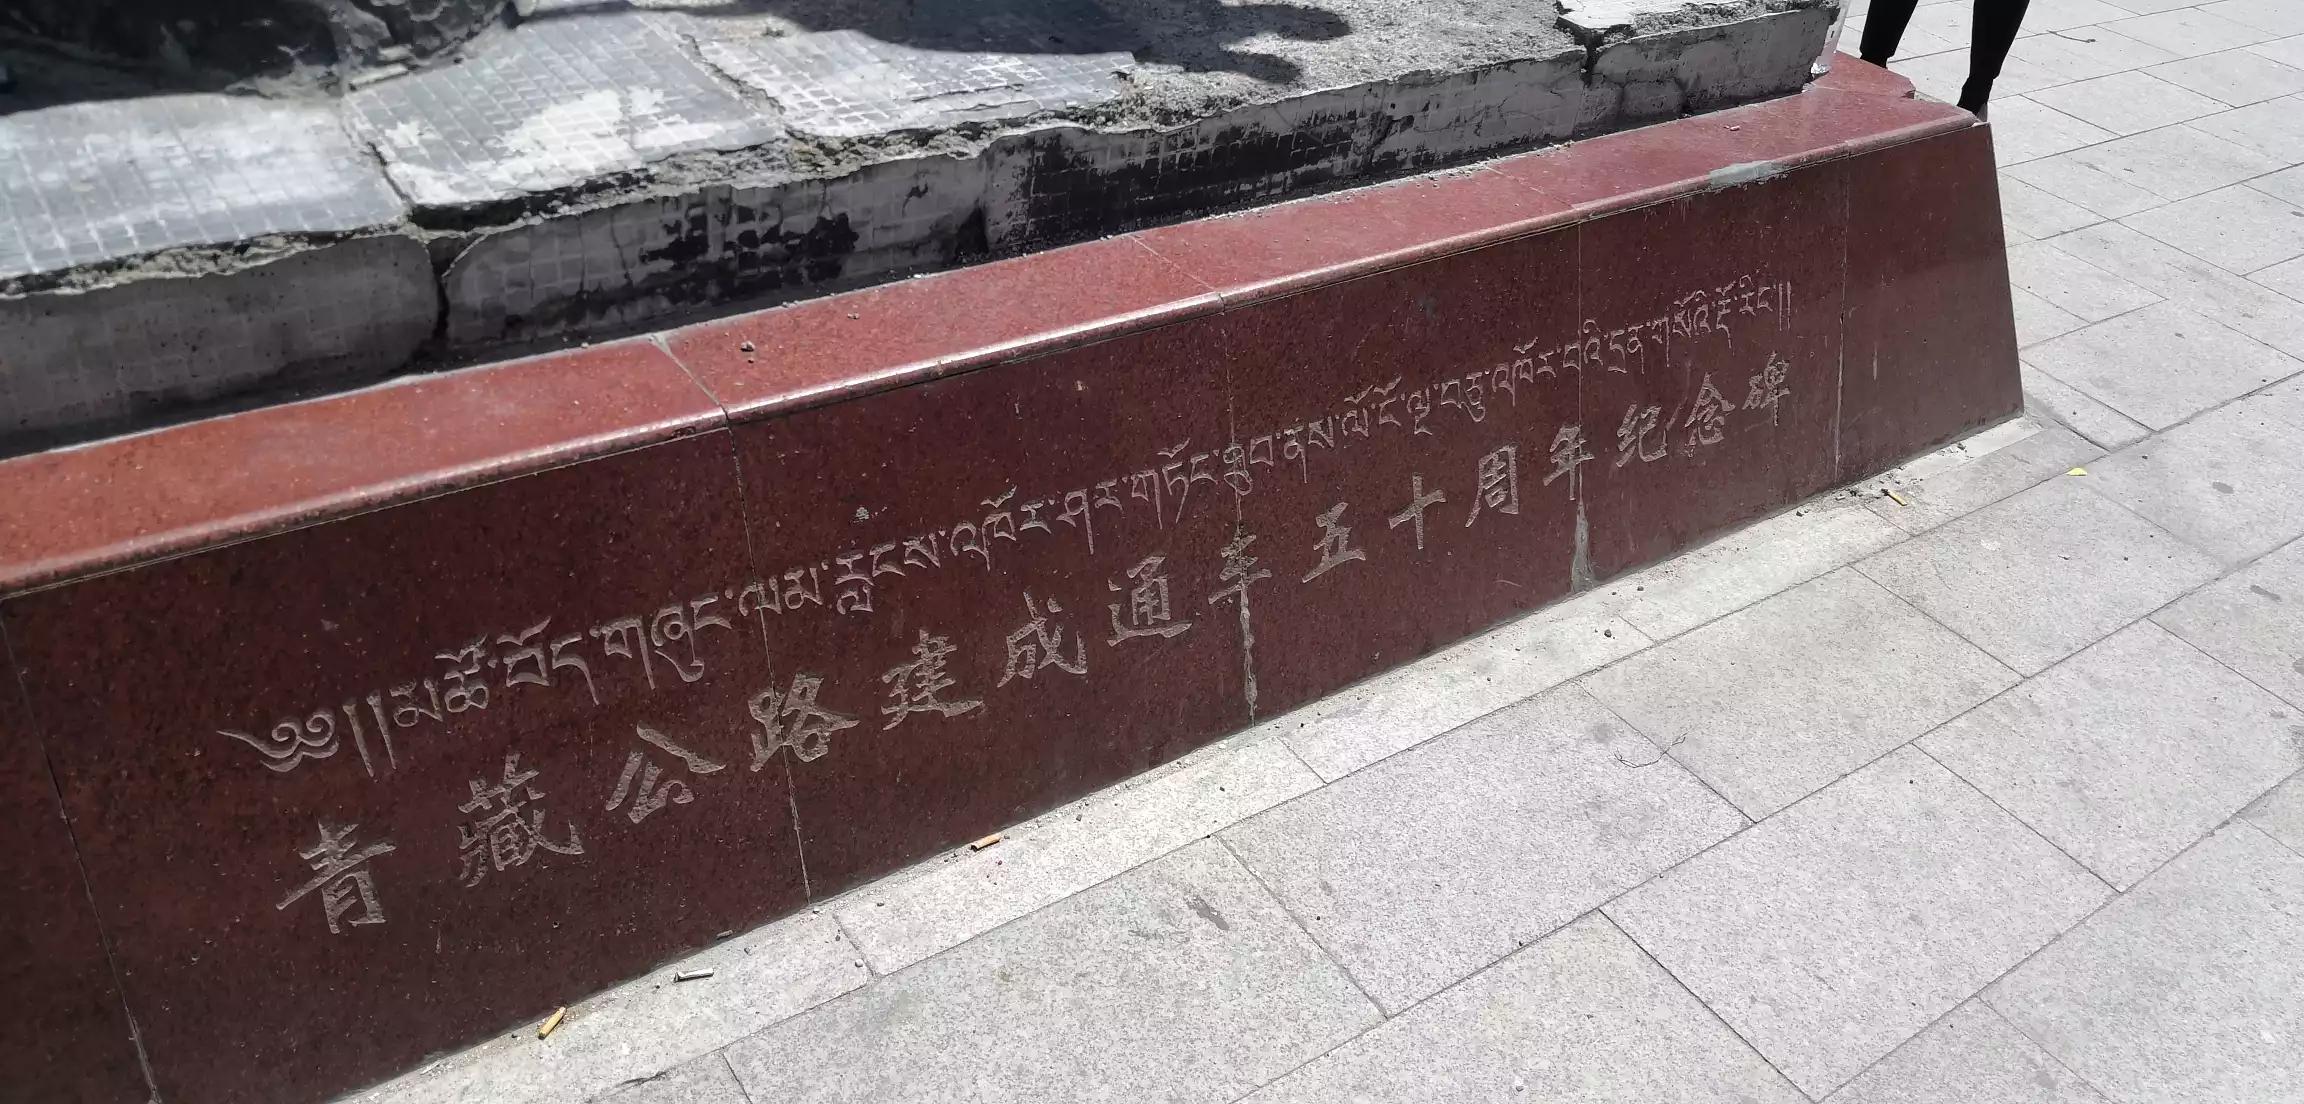 ༄༅།།མཚོ་བོད་གཞུང་ལམ་རླངས་འཁོར་ཤར་གཏོང་ཐུབ་ནས་ལོ་ངོ་ལྔ་བཅུ་འཁོར་བའི་དྲན་གསོའི་རྡོ་རིང་།།
青藏公路建成通车五十周年纪念碑